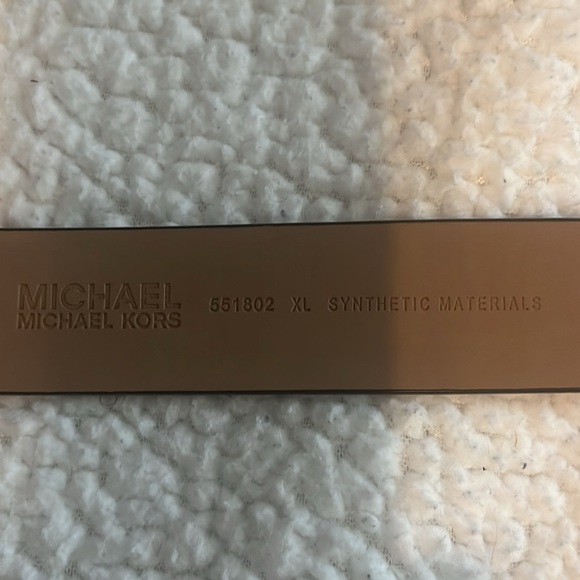 MICHAEL
MICHAEL KORS
551802 XL SYNTHETIC MATERIALS